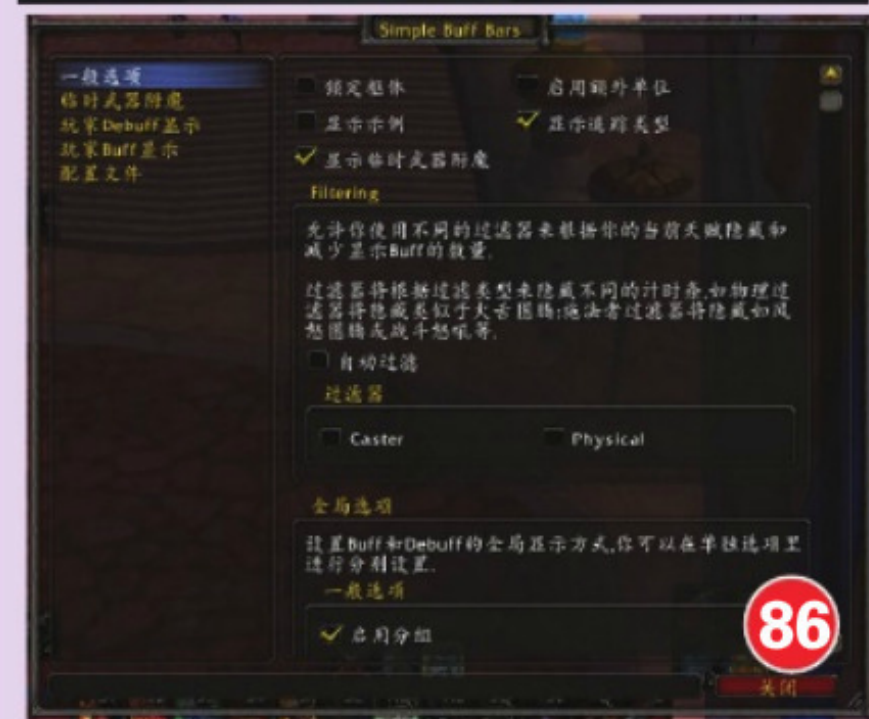 Simple Buff Bars
一般选项
临时武器附魔
玩家Debuff显示
玩家Buff显示
配置文件
锁定框体
启用额外单位
显示示例
显示追踪类型
显示临时武器附魔
Filtering
允许你使用不同的过滤器来根据你的当前天赋隐藏和
减少显示Buff的数量.
过滤器将根据过滤类型来隐藏不同的计时条,如物理过
滤器将隐藏类似于火舌图腾;施法者过滤器将隐藏如风
怒图腾或战斗怒吼等.
自动过滤
过滤器
Caster
Physical
全局选项
设置Buff和Debuff的全局显示方式,你可以在单独选项里
进行分别设置.
一般选项
启用分组
86
关闭